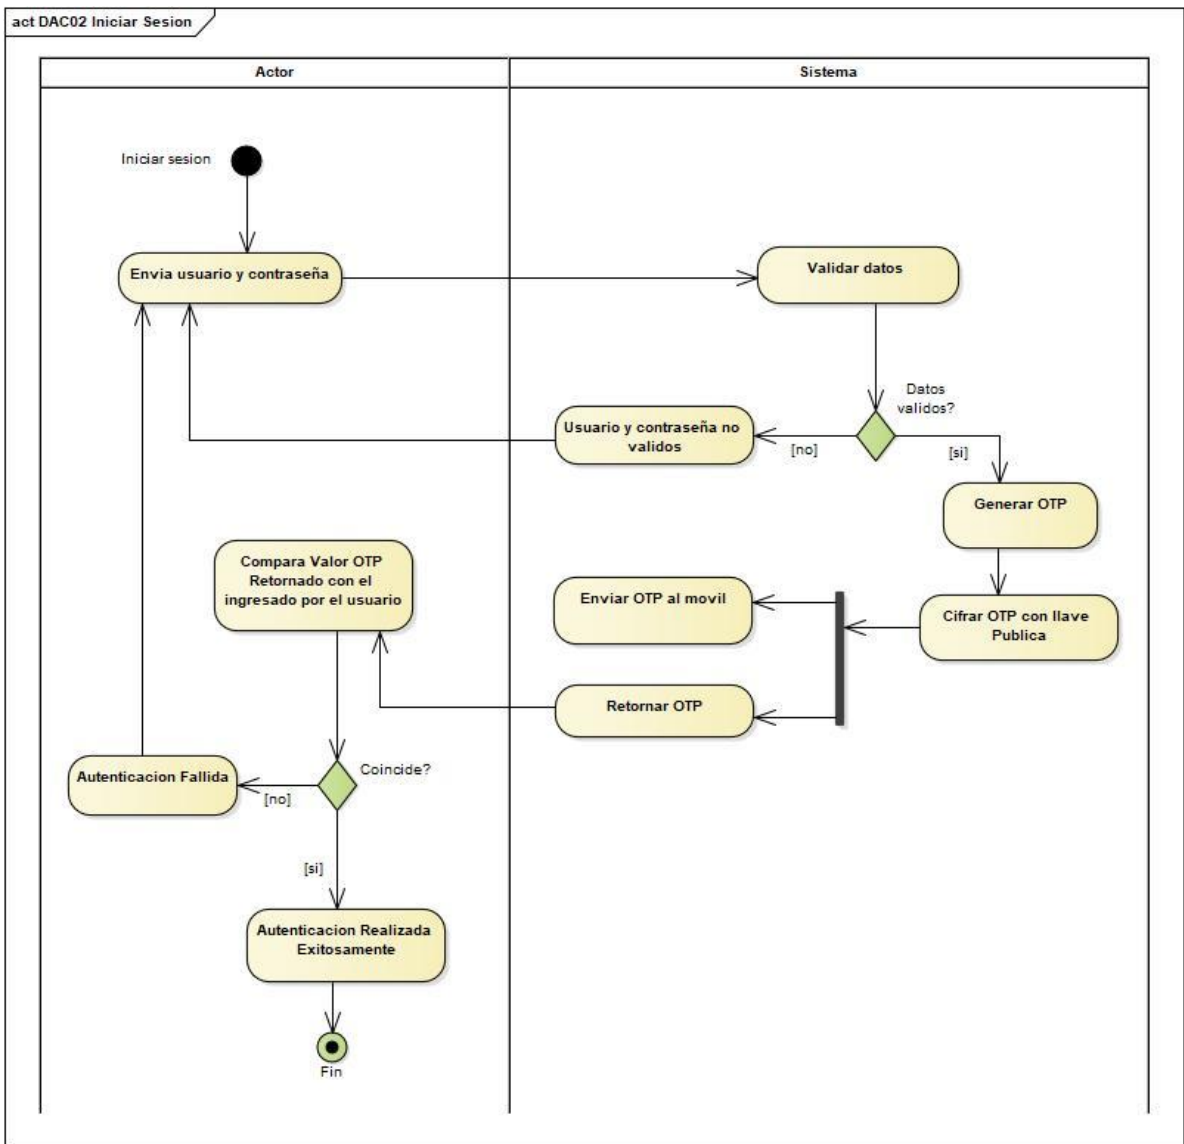 act DAC02 Iniciar Sesion
Actor
Sistema
Iniciar sesion
Envia usuario y contraseña
Validar datos
Datos
validos?
Usuario y contraseña no
validos
[no]
[si]
Generar OTP
Compara Valor OTP
Retornado con el
ingresado por el usuario
Enviar OTP al movil
Cifrar OTP con llave
Publica
Retornar OTP
Autenticacion Fallida
Coincide?
[no]
[si]
Autenticacion Realizada
Exitosamente
Fin